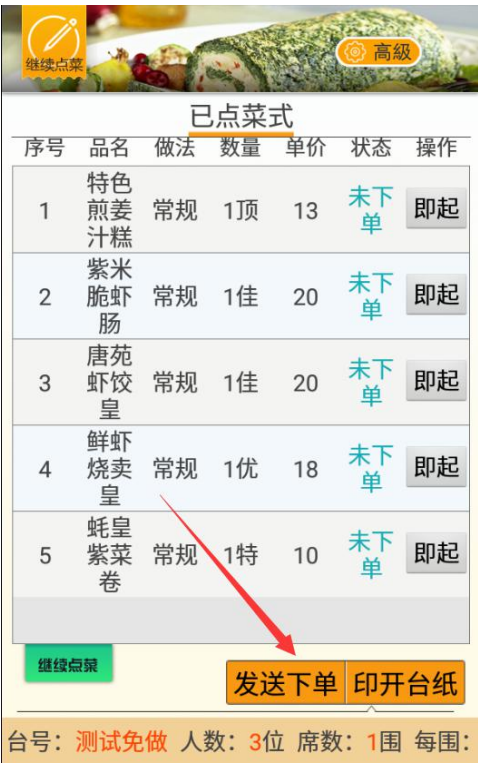 继续点菜
高級
已点菜式
序号 品名 做法 数量 单价 状态 操作
1 特色煎姜汁糕 常规 1顶 13 未下单 即起
2 紫米脆虾肠 常规 1佳 20 未下单 即起
3 唐苑虾饺皇 常规 1佳 20 未下单 即起
4 鲜虾烧卖皇 常规 1优 18 未下单 即起
5 蚝皇紫菜卷 常规 1特 10 未下单 即起
继续点菜
发送下单 印开台纸
台号：测试免做 人数：3位 席数：1围 每围：